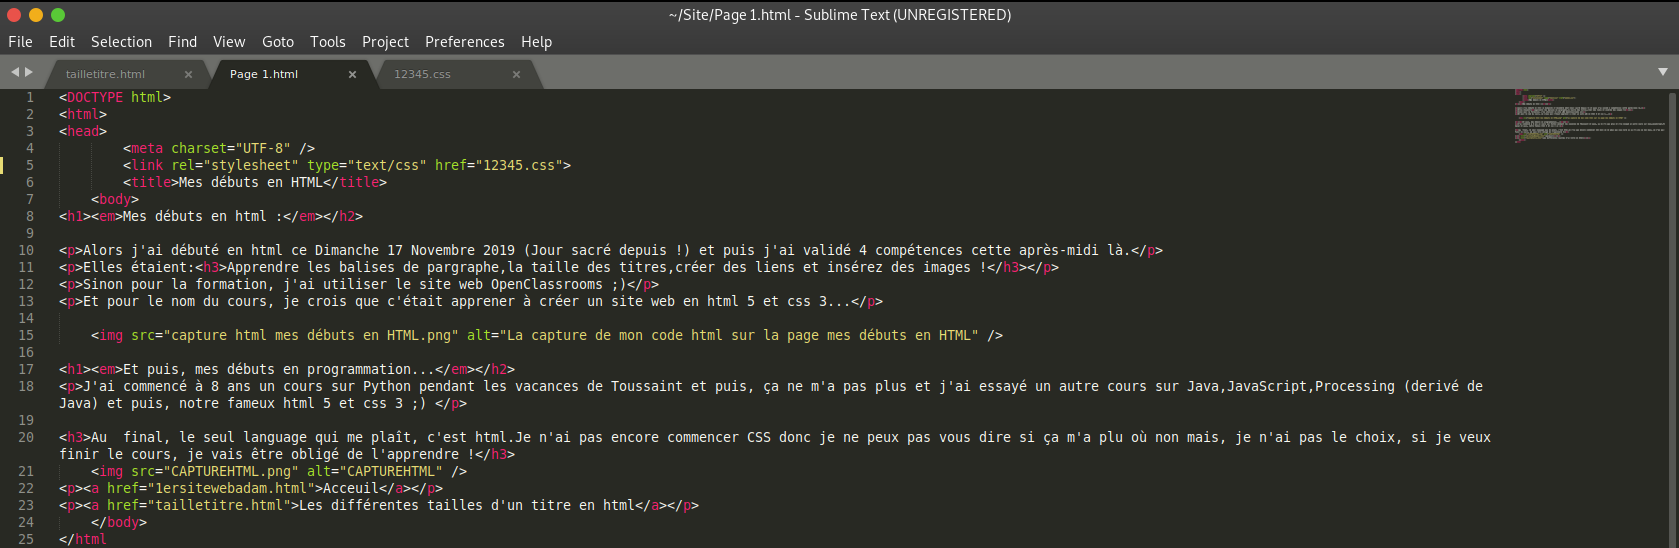 ~/Site/Page 1.html - Sublime Text (UNREGISTERED)
File Edit Selection Find View Goto Tools Project Preferences Help
tailletitre.html × Page 1.html × 12345.css ×
1 <DOCTYPE html>
2 <html>
3 <head>
4 <meta charset="UTF-8" />
5 <link rel="stylesheet" type="text/css" href="12345.css">
6 <title>Mes débuts en HTML</title>
7 <body>
8 <h1><em>Mes débuts en html :</em></h2>
9
10 <p>Alors j'ai débuté en html ce Dimanche 17 Novembre 2019 (Jour sacré depuis !) et puis j'ai validé 4 compétences cette après-midi là.</p>
11 <p>Elles étaient:<h3>Apprendre les balises de pargraphe,la taille des titres,créer des liens et insérez des images !</h3></p>
12 <p>Sinon pour la formation, j'ai utiliser le site web OpenClassrooms ;)</p>
13 <p>Et pour le nom du cours, je crois que c'était apprener à créer un site web en html 5 et css 3...</p>
14
15 <img src="capture html mes débuts en HTML.png" alt="La capture de mon code html sur la page mes débuts en HTML" />
16
17 <h1><em>Et puis, mes débuts en programmation...</em></h2>
18 <p>J'ai commencé à 8 ans un cours sur Python pendant les vacances de Toussaint et puis, ça ne m'a pas plus et j'ai essayé un autre cours sur Java,JavaScript,Processing (derivé de
Java) et puis, notre fameux html 5 et css 3 ;) </p>
19
20 <h3>Au  final, le seul language qui me plaît, c'est html.Je n'ai pas encore commencer CSS donc je ne peux pas vous dire si ça m'a plu où non mais, je n'ai pas le choix, si je veux
finir le cours, je vais être obligé de l'apprendre !</h3>
21 <img src="CAPTUREHTML.png" alt="CAPTUREHTML" />
22 <p><a href="1ersitewebadam.html">Acceuil</a></p>
23 <p><a href="tailletitre.html">Les différentes tailles d'un titre en html</a></p>
24 </body>
25 </html